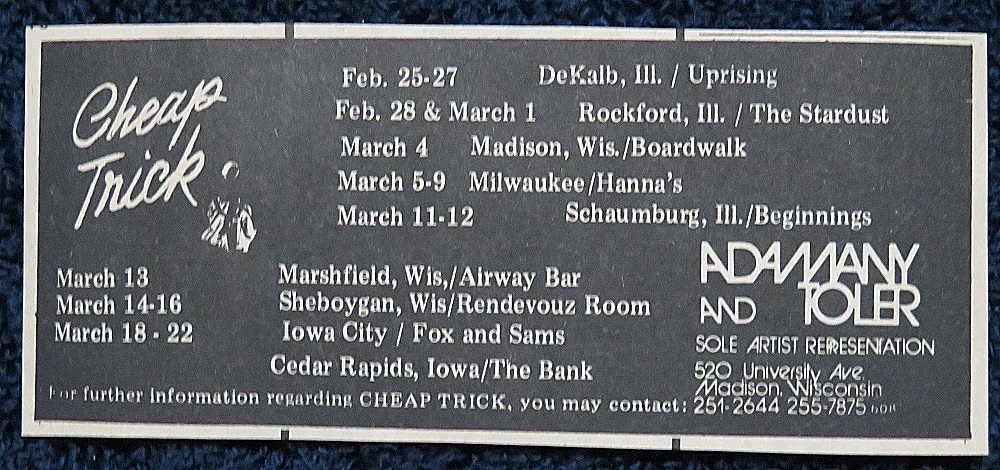 Cheap
Trick
Feb. 25-27 DeKalb, Ill. / Uprising
Feb. 28 & March 1 Rockford, Ill. / The Stardust
March 4 Madison, Wis./Boardwalk
March 5-9 Milwaukee/Hanna's
March 11-12 Schaumburg, Ill./Beginnings
March 13 Marshfield, Wis,/Airway Bar
March 14-16 Sheboygan, Wis/Rendevouz Room
March 18 - 22 Iowa City / Fox and Sams
Cedar Rapids, Iowa/The Bank
ADAMANY
AND TOLER
SOLE ARTIST REPRESENTATION
520 University Ave.
Madison, Wisconsin
For further information regarding CHEAP TRICK, you may contact: 251-2644 255-7875